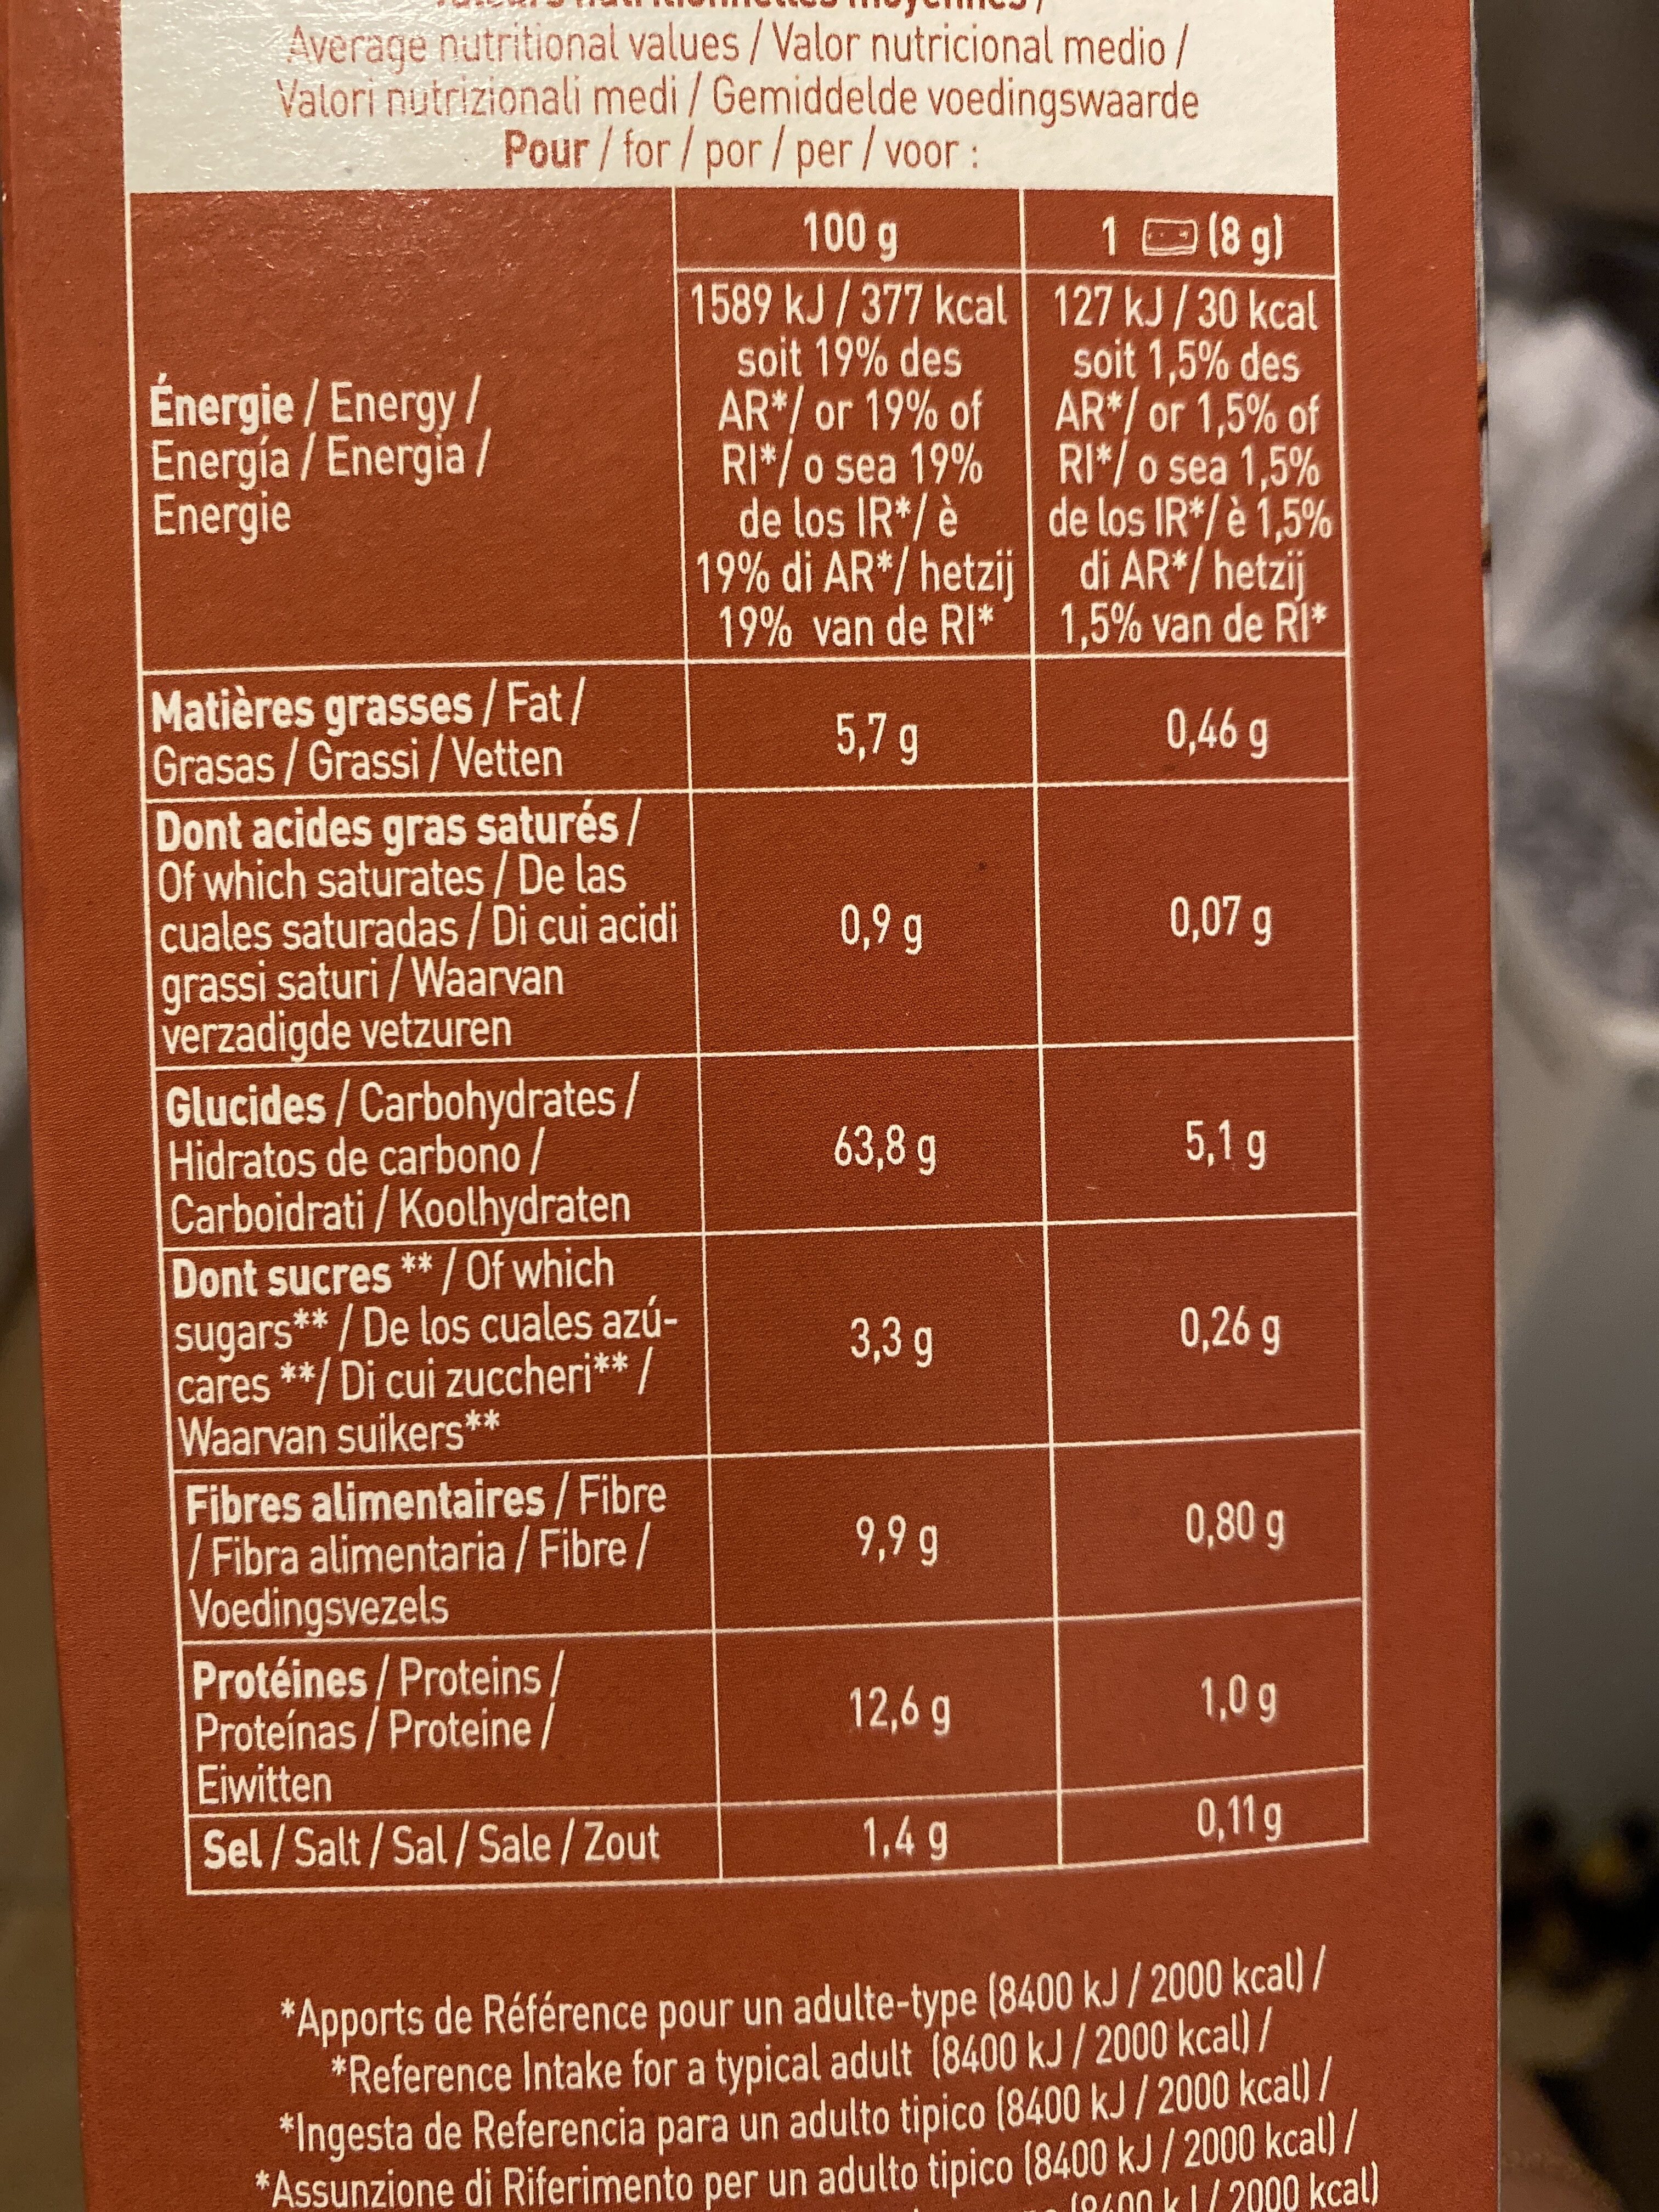 Average nutritional values / Valor nutricional medio /
Valori nutrizionali medi / Gemiddelde voedingswaarde
Pour / for / por / per / voor :
100 g
1 (8 g)
Énergie / Energy /
Energía / Energia /
Energie
1589 kJ / 377 kcal
soit 19% des
AR*/ or 19% of
RI*/ o sea 19%
de los IR*/ è
19% di AR*/ hetzij
19% van de RI*
127 kJ / 30 kcal
soit 1,5% des
AR*/ or 1,5% of
RI*/ o sea 1,5%
de los IR*/ è 1,5%
di AR*/ hetzij
1,5% van de RI*
Matières grasses / Fat /
Grasas / Grassi / Vetten
5,7 g
0,46 g
Dont acides gras saturés /
Of which saturates / De las
cuales saturadas / Di cui acidi
grassi saturi / Waarvan
verzadigde vetzuren
0,9 g
0,07 g
Glucides / Carbohydrates /
Hidratos de carbono /
Carboidrati / Koolhydraten
63,8 g
5,1 g
Dont sucres ** / Of which
sugars** / De los cuales azú-
cares **/ Di cui zuccheri** /
Waarvan suikers**
3,3 g
0,26 g
Fibres alimentaires / Fibre
/ Fibra alimentaria / Fibre /
Voedingsvezels
9,9 g
0,80 g
Protéines / Proteins /
Proteínas / Proteine /
Eiwitten
12,6 g
1,0 g
Sel / Salt / Sal / Sale / Zout
1,4 g
0,11 g
*Apports de Référence pour un adulte-type (8400 kJ / 2000 kcal) /
*Reference Intake for a typical adult (8400 kJ / 2000 kcal) /
*Ingesta de Referencia para un adulto tipico (8400 kJ / 2000 kcal) /
*Assunzione di Riferimento per un adulto tipico (8400 kJ / 2000 kcal) /
(8400 kJ / 2000 kcal)